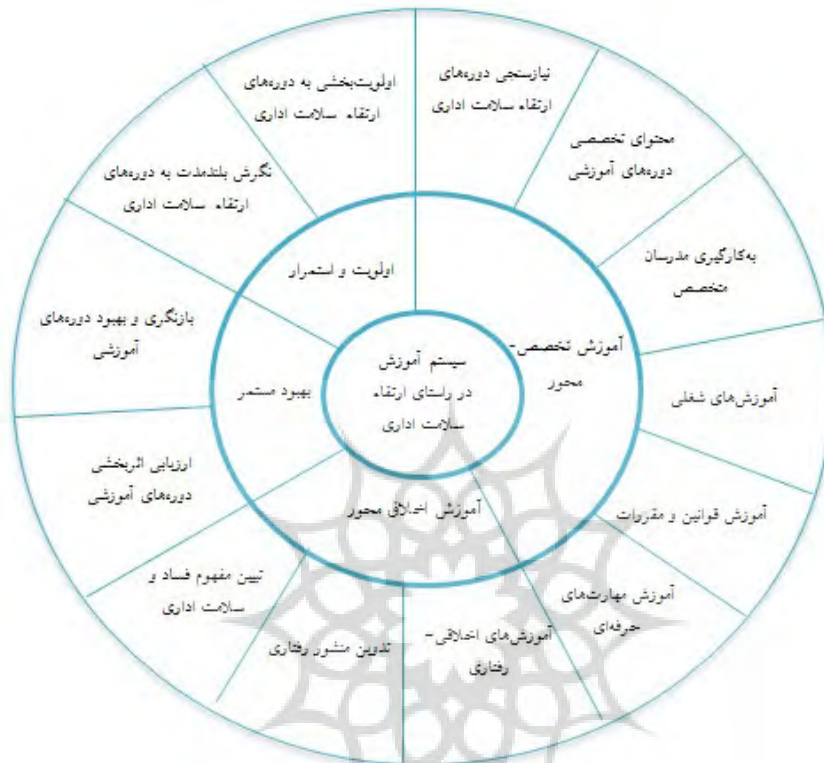 نیازسنجی دوره‌های
ارتقاء سلامت اداری
محتوای تخصصی
دوره‌های آموزشی
به‌کارگیری مدرسان
متخصص
آموزش‌های شغلی
آموزش قوانین و مقررات
آموزش مهارت‌های
حرفه‌ای
آموزش‌های اخلاقی-
رفتاری
تدوین منشور رفتاری
تبیین مفهوم فساد و
سلامت اداری
ارزیابی اثربخشی
دوره‌های آموزشی
بازنگری و بهبود دوره‌های
آموزشی
نگرش بلندمدت به دوره‌های
ارتقاء سلامت اداری
اولویت‌بخشی به دوره‌های
ارتقاء سلامت اداری
آموزش تخصصی-
محور
آموزش اخلاقی محور
بهبود مستمر
اولویت و استمرار
سیستم آموزش
در راستای ارتقاء
سلامت اداری